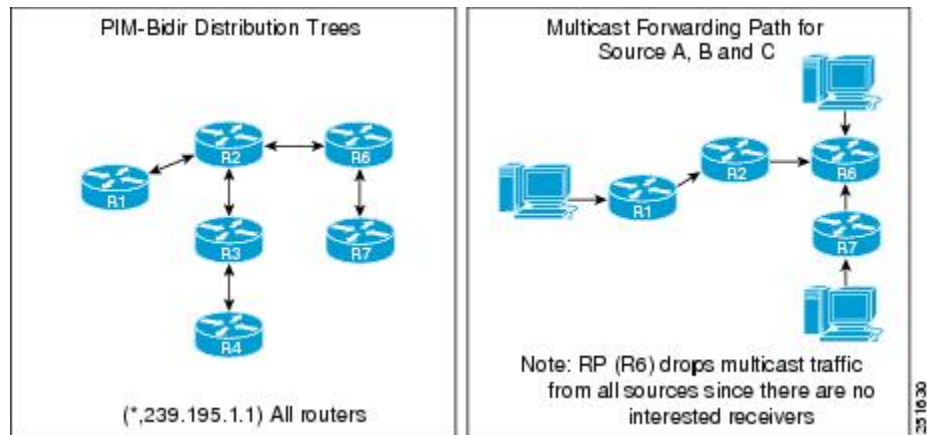 PIM-Bidir Distribution Trees
R2
R6
R1
R3
R7
R4
(*,239.195.1.1) All routers
Multicast Forwarding Path for
Source A, B and C
R2
R6
R1
R7
Note: RP (R6) drops multicast traffic
from all sources since there are no
interested receivers
251630